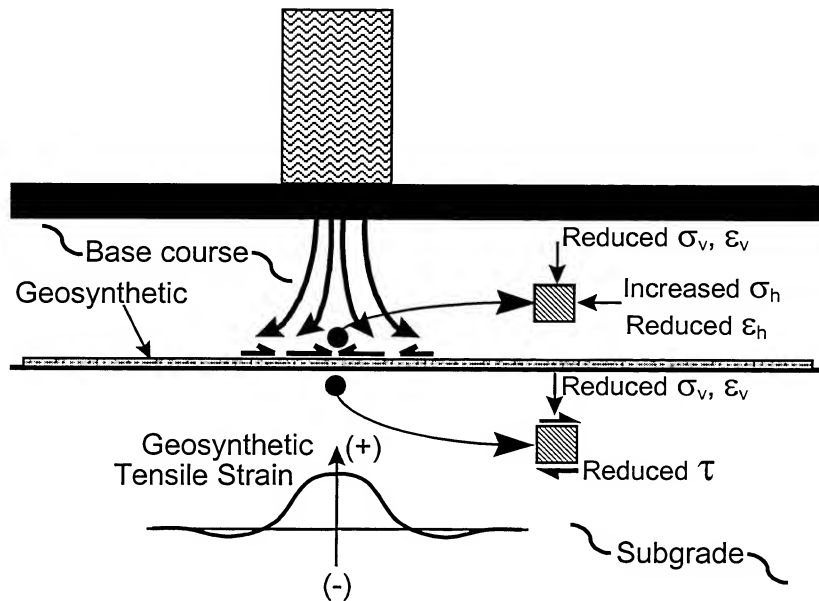 Base course
Geosynthetic
Reduced σᵥ, εᵥ
Increased σₕ
Reduced εₕ
Reduced σᵥ, εᵥ
Reduced τ
Geosynthetic
Tensile Strain
(+)
(-)
Subgrade